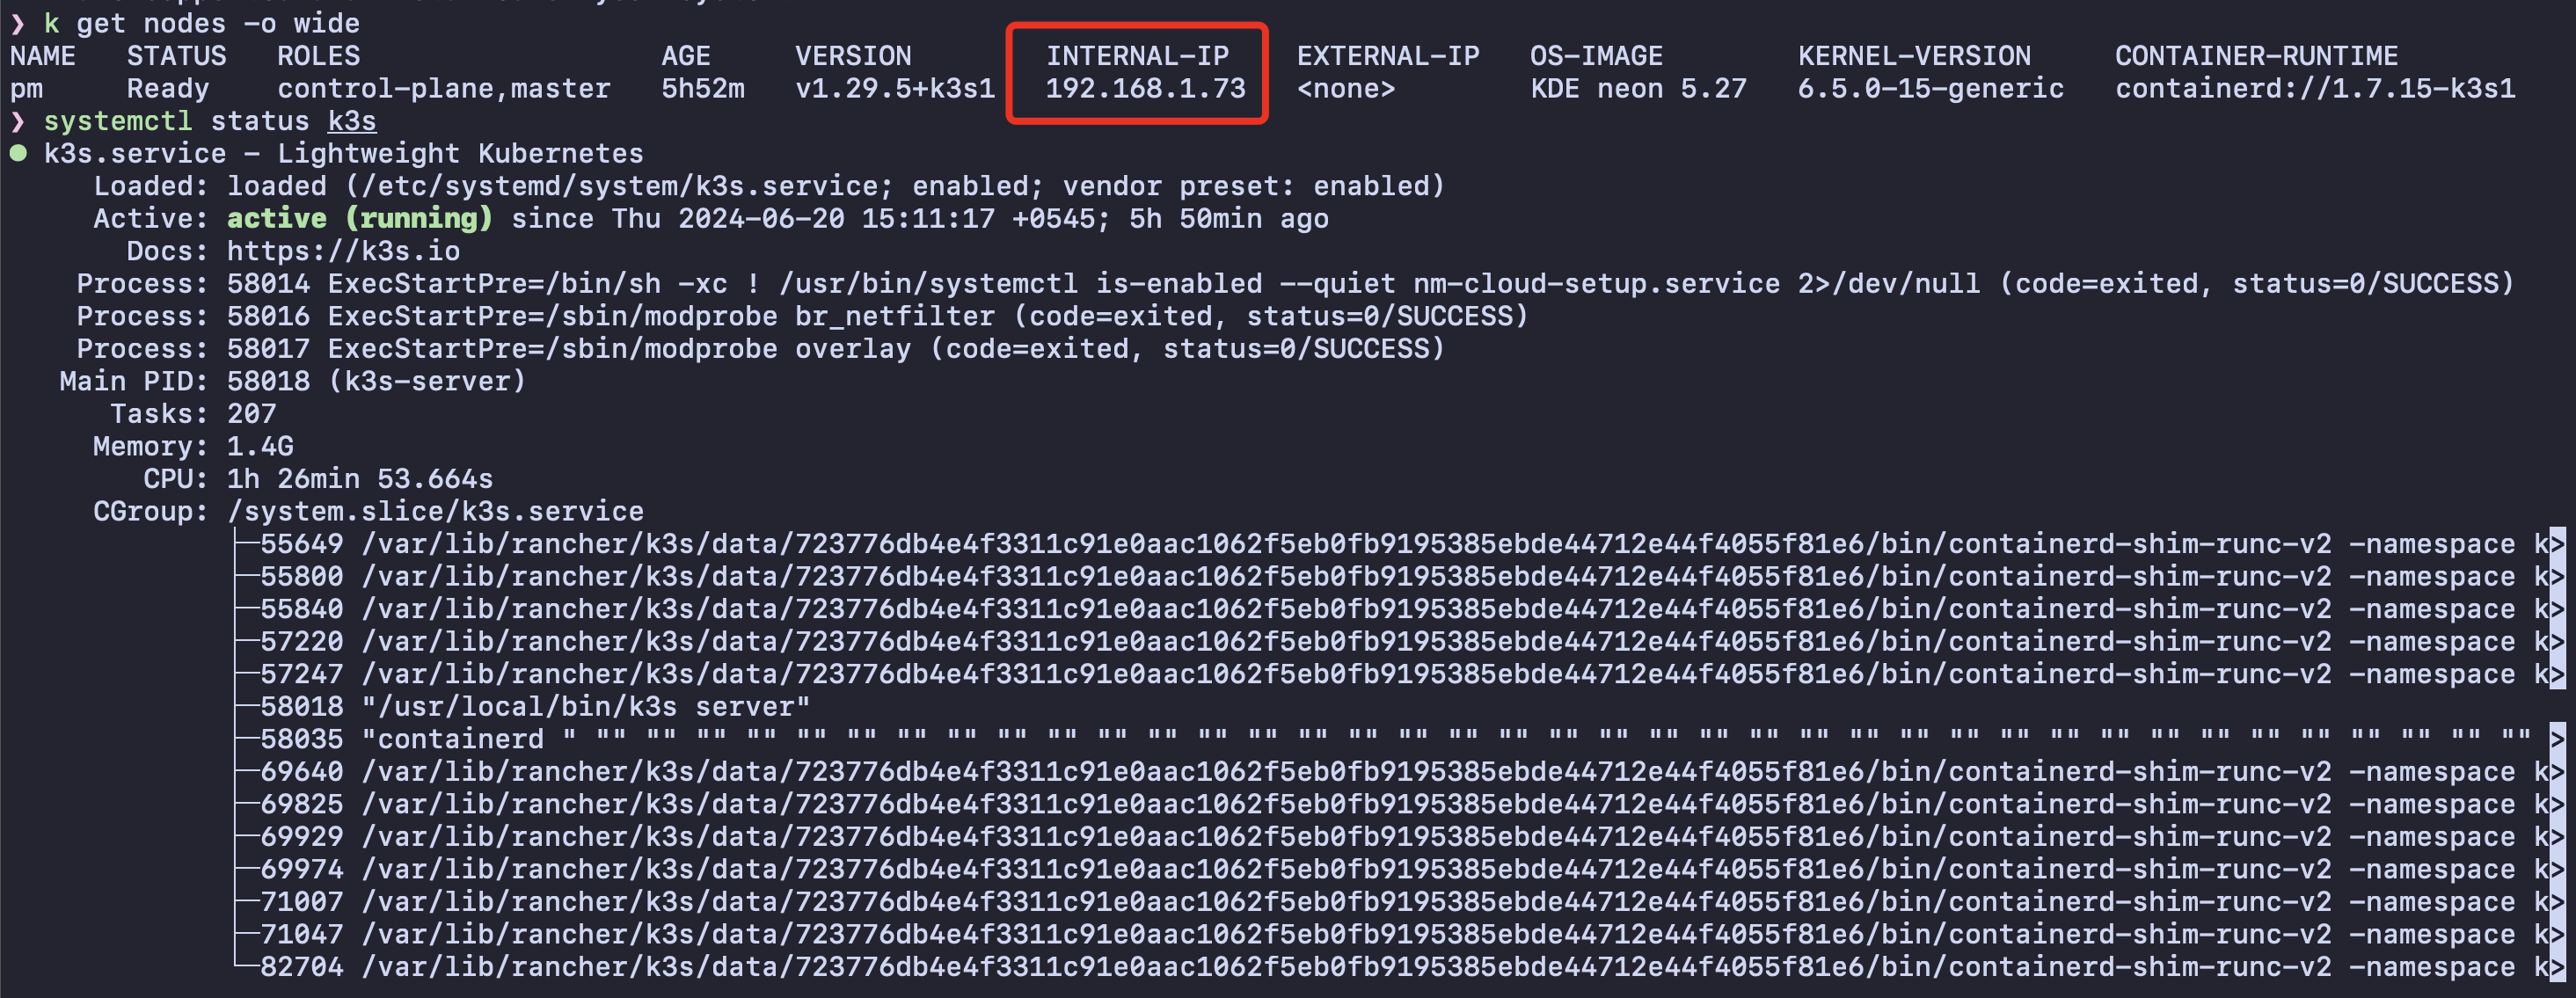 ❯ k get nodes -o wide
NAME   STATUS   ROLES                  AGE     VERSION        INTERNAL-IP    EXTERNAL-IP   OS-IMAGE        KERNEL-VERSION     CONTAINER-RUNTIME
pm     Ready    control-plane,master   5h52m   v1.29.5+k3s1   192.168.1.73   <none>        KDE neon 5.27   6.5.0-15-generic   containerd://1.7.15-k3s1
❯ systemctl status k3s
● k3s.service - Lightweight Kubernetes
     Loaded: loaded (/etc/systemd/system/k3s.service; enabled; vendor preset: enabled)
     Active: active (running) since Thu 2024-06-20 15:11:17 +0545; 5h 50min ago
       Docs: https://k3s.io
    Process: 58014 ExecStartPre=/bin/sh -xc ! /usr/bin/systemctl is-enabled --quiet nm-cloud-setup.service 2>/dev/null (code=exited, status=0/SUCCESS)
    Process: 58016 ExecStartPre=/sbin/modprobe br_netfilter (code=exited, status=0/SUCCESS)
    Process: 58017 ExecStartPre=/sbin/modprobe overlay (code=exited, status=0/SUCCESS)
   Main PID: 58018 (k3s-server)
      Tasks: 207
     Memory: 1.4G
        CPU: 1h 26min 53.664s
     CGroup: /system.slice/k3s.service
             ├─55649 /var/lib/rancher/k3s/data/723776db4e4f3311c91e0aac1062f5eb0fb9195385ebde44712e44f4055f81e6/bin/containerd-shim-runc-v2 -namespace k>
             ├─55800 /var/lib/rancher/k3s/data/723776db4e4f3311c91e0aac1062f5eb0fb9195385ebde44712e44f4055f81e6/bin/containerd-shim-runc-v2 -namespace k>
             ├─55840 /var/lib/rancher/k3s/data/723776db4e4f3311c91e0aac1062f5eb0fb9195385ebde44712e44f4055f81e6/bin/containerd-shim-runc-v2 -namespace k>
             ├─57220 /var/lib/rancher/k3s/data/723776db4e4f3311c91e0aac1062f5eb0fb9195385ebde44712e44f4055f81e6/bin/containerd-shim-runc-v2 -namespace k>
             ├─57247 /var/lib/rancher/k3s/data/723776db4e4f3311c91e0aac1062f5eb0fb9195385ebde44712e44f4055f81e6/bin/containerd-shim-runc-v2 -namespace k>
             ├─58018 "/usr/local/bin/k3s server"
             ├─58035 "containerd " "" "" "" "" "" "" "" "" "" "" "" "" "" "" "" "" "" "" "" "" "" "" "" "" "" "" "" "" "" "" "" "" "" "" "" "" "" "" "" >
             ├─69640 /var/lib/rancher/k3s/data/723776db4e4f3311c91e0aac1062f5eb0fb9195385ebde44712e44f4055f81e6/bin/containerd-shim-runc-v2 -namespace k>
             ├─69825 /var/lib/rancher/k3s/data/723776db4e4f3311c91e0aac1062f5eb0fb9195385ebde44712e44f4055f81e6/bin/containerd-shim-runc-v2 -namespace k>
             ├─69929 /var/lib/rancher/k3s/data/723776db4e4f3311c91e0aac1062f5eb0fb9195385ebde44712e44f4055f81e6/bin/containerd-shim-runc-v2 -namespace k>
             ├─69974 /var/lib/rancher/k3s/data/723776db4e4f3311c91e0aac1062f5eb0fb9195385ebde44712e44f4055f81e6/bin/containerd-shim-runc-v2 -namespace k>
             ├─71007 /var/lib/rancher/k3s/data/723776db4e4f3311c91e0aac1062f5eb0fb9195385ebde44712e44f4055f81e6/bin/containerd-shim-runc-v2 -namespace k>
             ├─71047 /var/lib/rancher/k3s/data/723776db4e4f3311c91e0aac1062f5eb0fb9195385ebde44712e44f4055f81e6/bin/containerd-shim-runc-v2 -namespace k>
             └─82704 /var/lib/rancher/k3s/data/723776db4e4f3311c91e0aac1062f5eb0fb9195385ebde44712e44f4055f81e6/bin/containerd-shim-runc-v2 -namespace k>